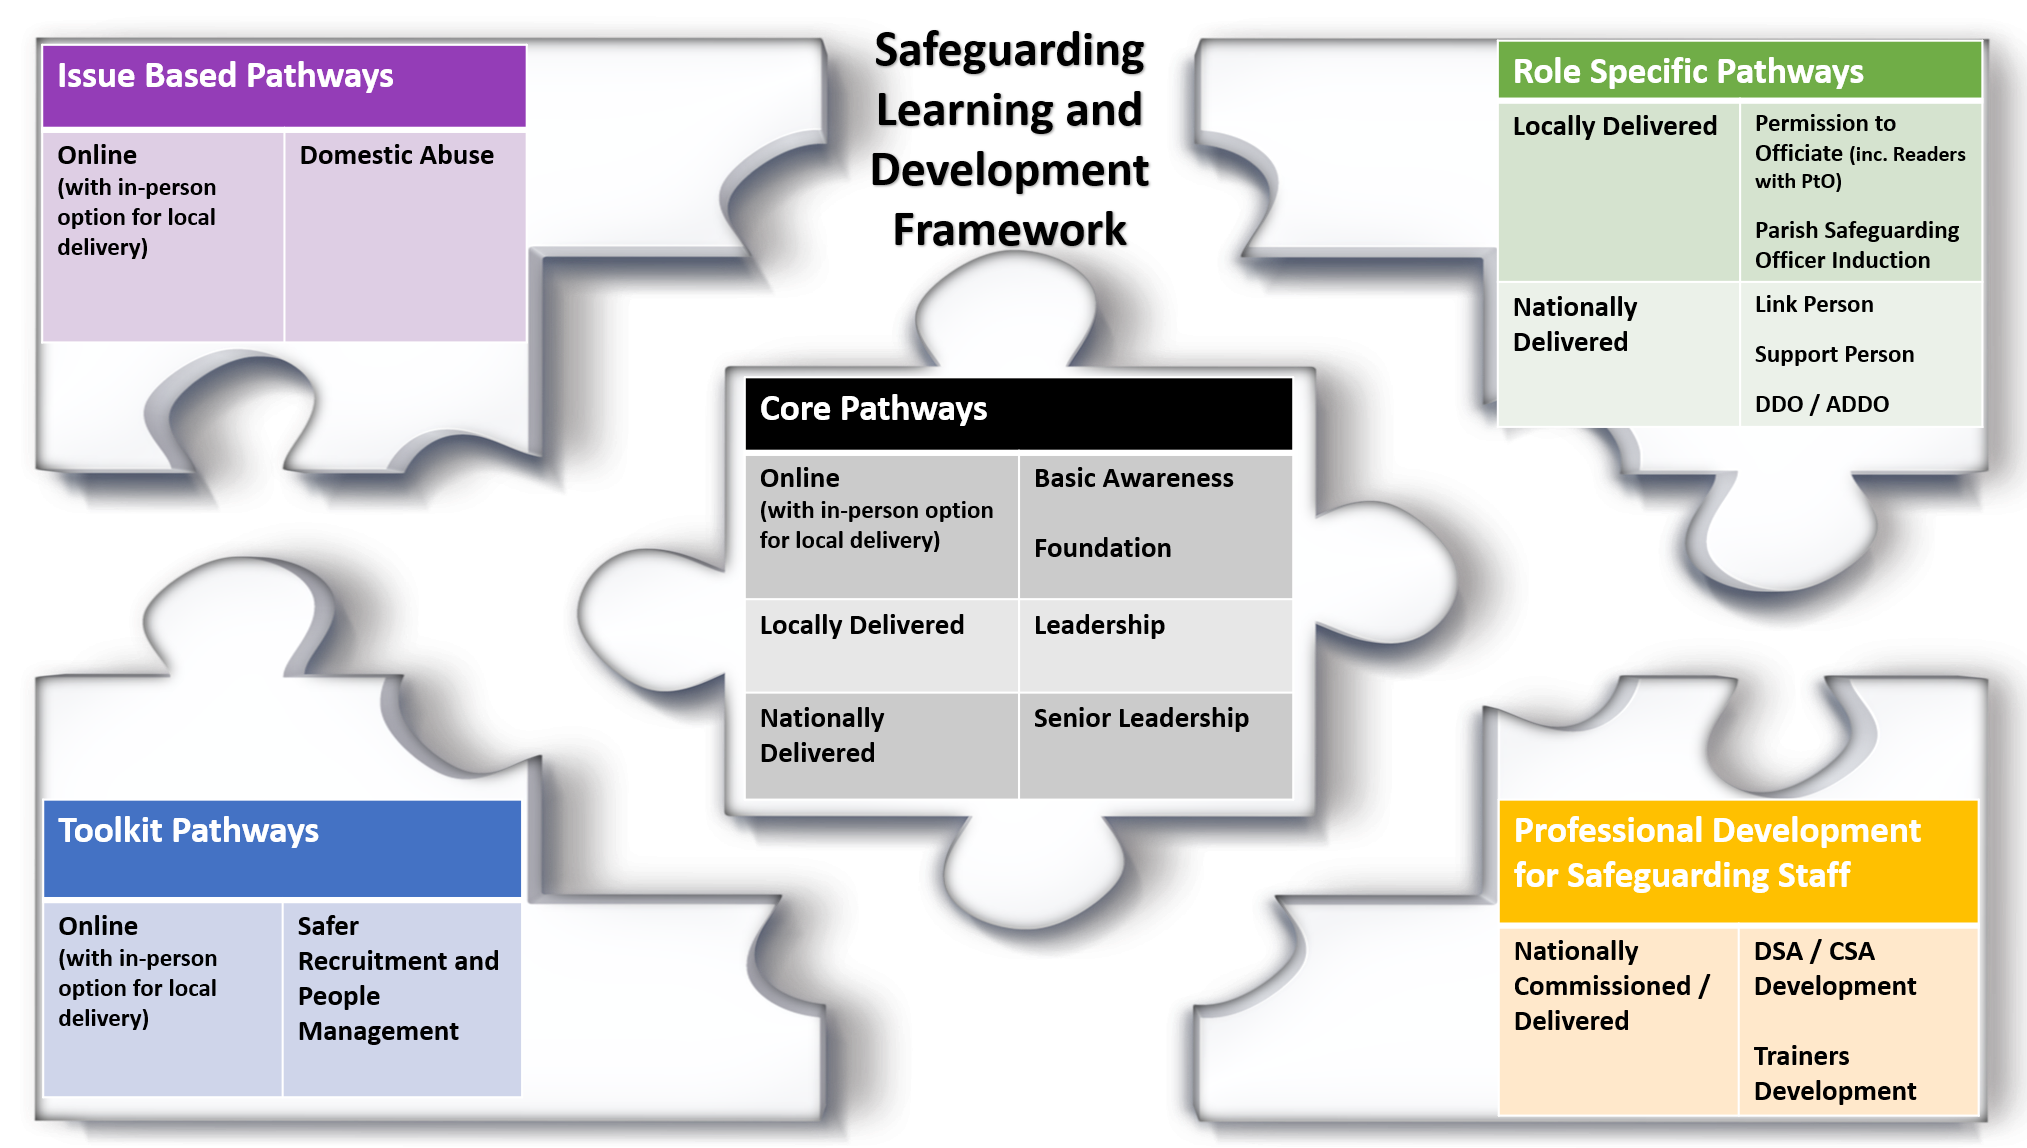 Safeguarding
Learning and
Development
Framework
Issue Based Pathways
Online
(with in-person
option for local
delivery)
Domestic Abuse
Role Specific Pathways
Locally Delivered
Permission to
Officiate (inc. Readers
with PtO)
Parish Safeguarding
Officer Induction
Nationally
Delivered
Link Person
Support Person
DDO / ADDO
Core Pathways
Online
(with in-person option
for local delivery)
Basic Awareness
Foundation
Locally Delivered
Leadership
Nationally
Delivered
Senior Leadership
Toolkit Pathways
Online
(with in-person
option for local
delivery)
Safer
Recruitment and
People
Management
Professional Development
for Safeguarding Staff
Nationally
Commissioned /
Delivered
DSA / CSA
Development
Trainers
Development